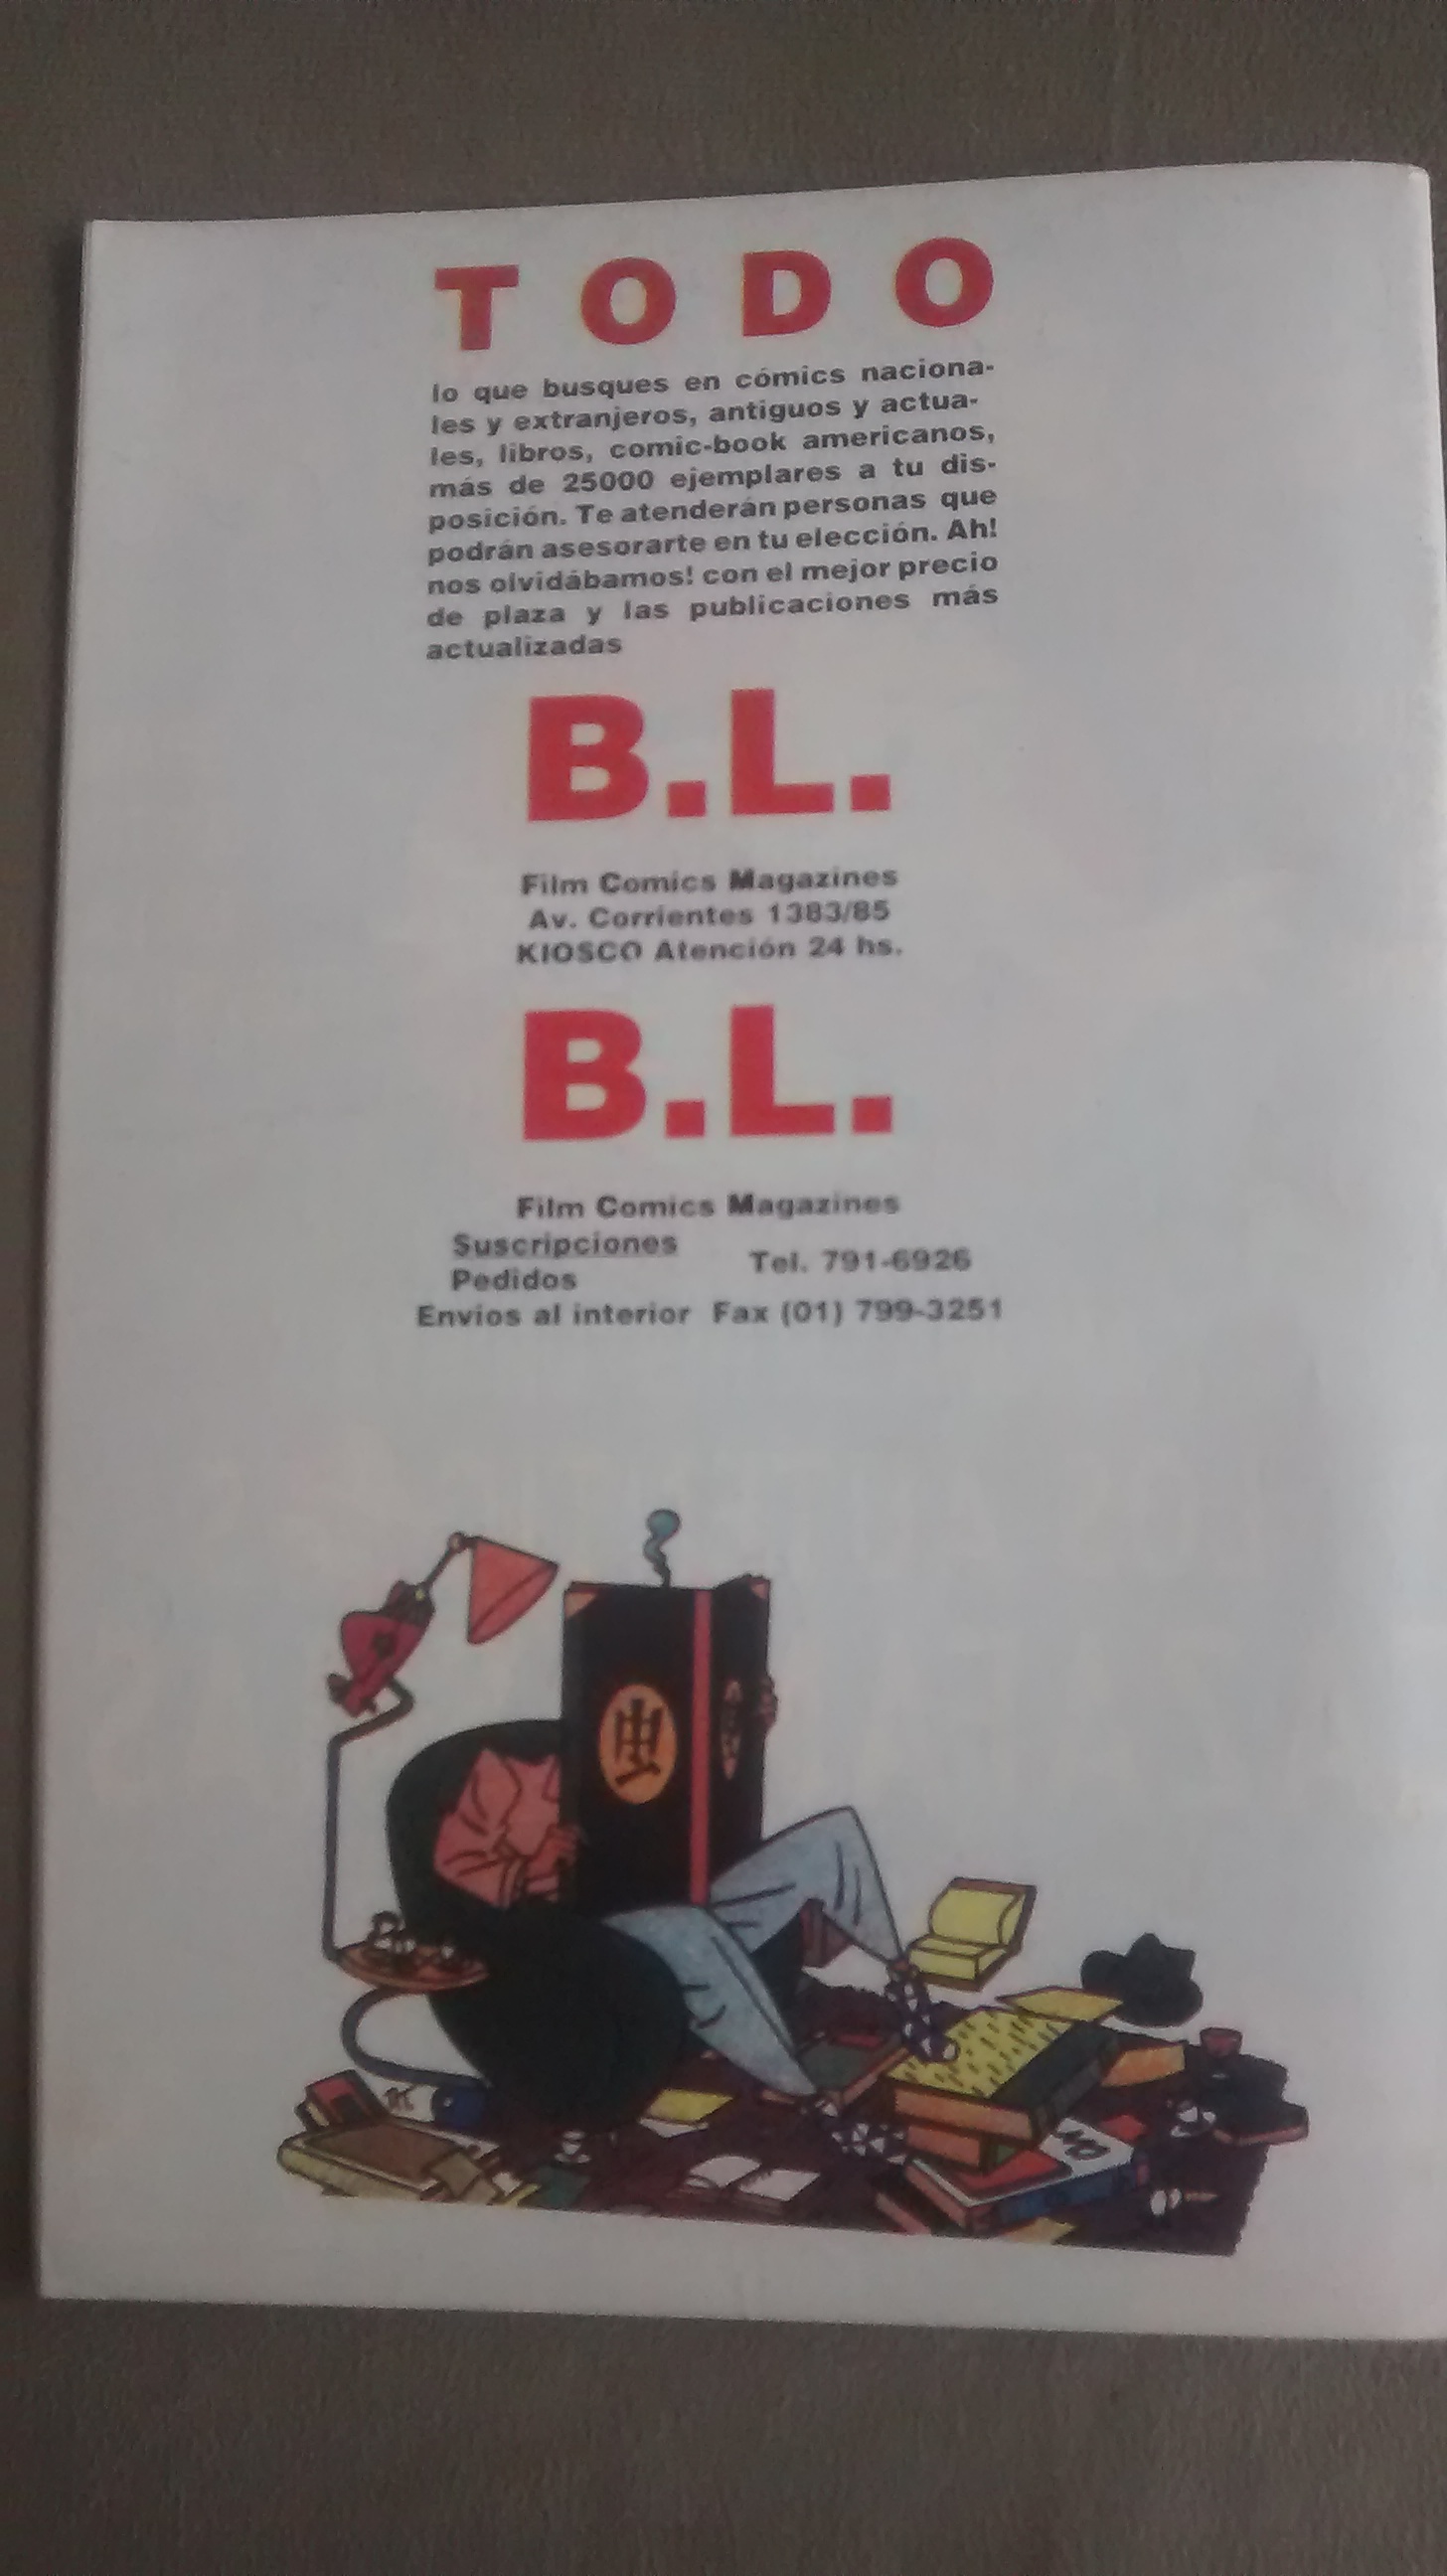 TODO
lo que busques en cómics naciona-
les y extranjeros, antiguos y actua-
les, libros, comic-book americanos,
más de 25000 ejemplares a tu dis-
posición. Te atenderán personas que
podrán asesorarte en tu elección. Ah!
nos olvidábamos! con el mejor precio
de plaza y las publicaciones más
actualizadas
B.L.
Film Comics Magazines
Av. Corrientes 1383/85
KIOSCO Atención 24 hs.
B.L.
Film Comics Magazines
Suscripciones
Pedidos
Tel. 791-6926
Envios al interior Fax (01) 799-3251
虫